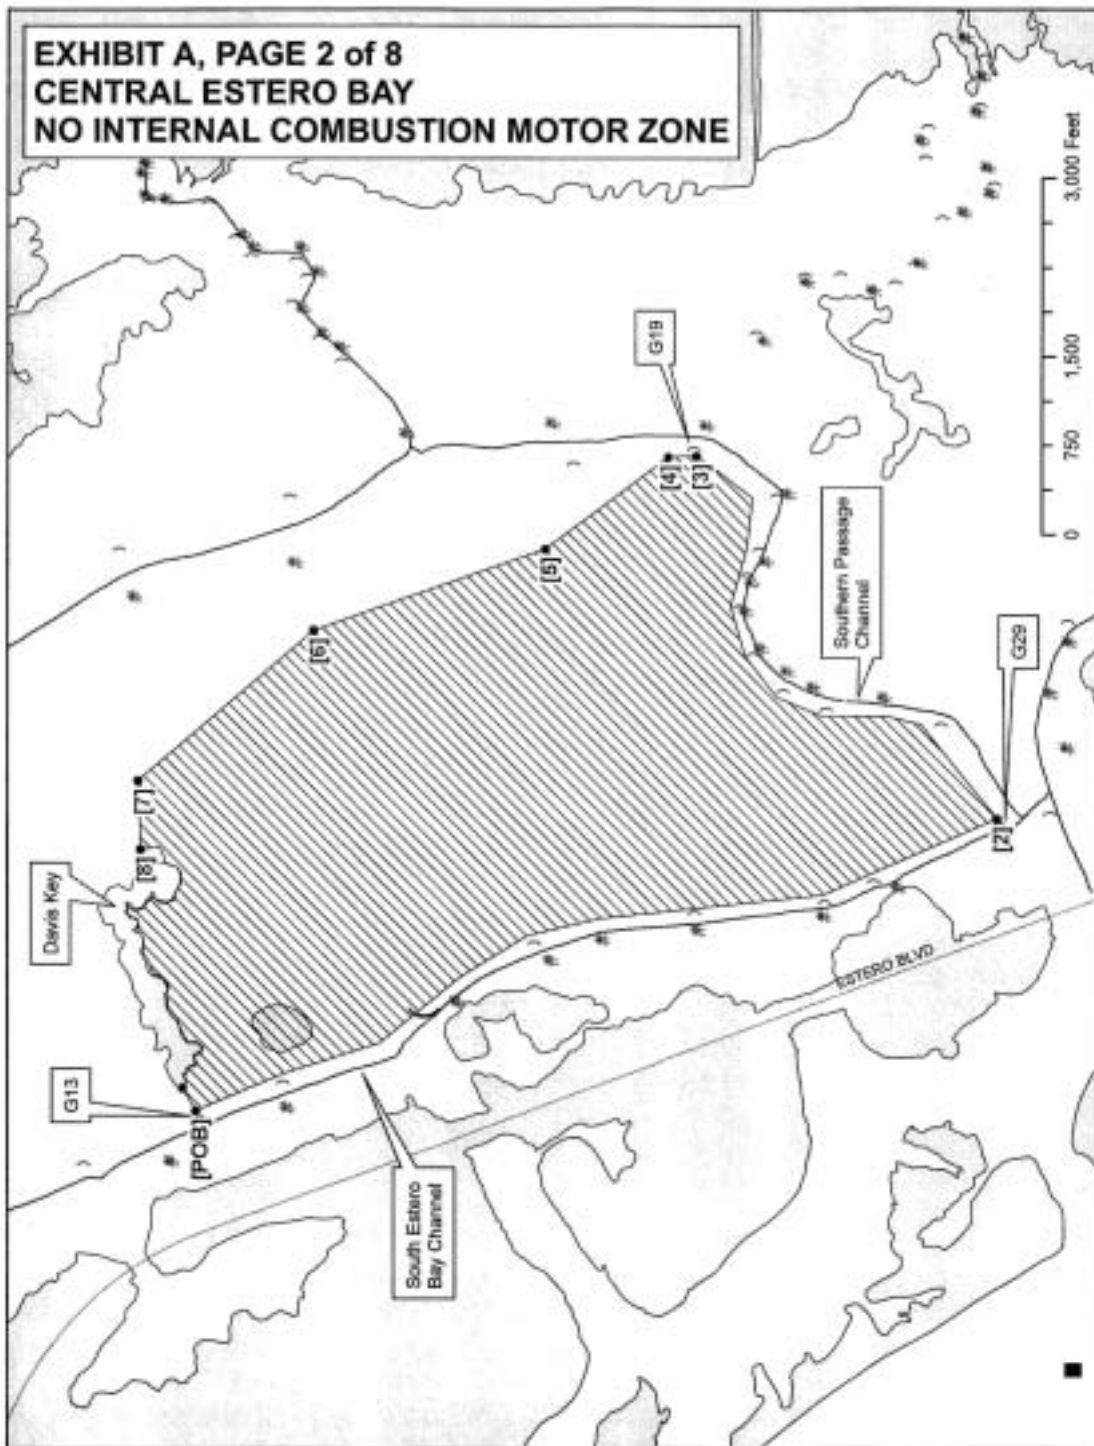 EXHIBIT A, PAGE 2 of 8
CENTRAL ESTERO BAY
NO INTERNAL COMBUSTION MOTOR ZONE
Davis Key
G13
[POB]
[8]
[7]
[6]
[5]
[4]
[3]
G19
Southern Passage
Channel
G29
[2]
ESTERO BLVD
South Estero
Bay Channel
0
750
1,500
3,000 Feet